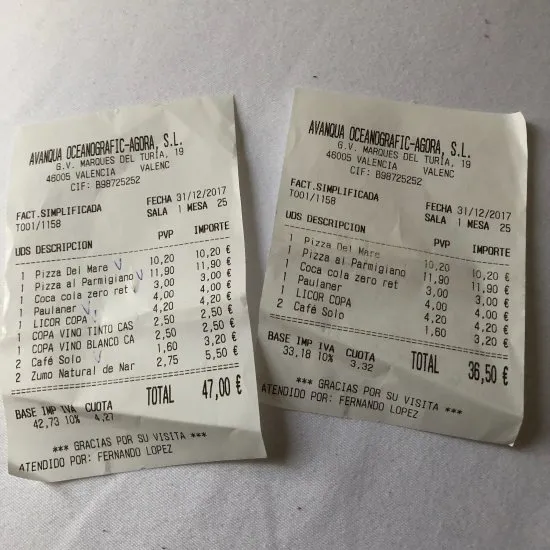 AVANQUA OCEANOGRAFIC-AGORA, S.L.
G.V. MARQUES DEL TURIA, 19
46005 VALENCIA VALENC
CIF: B98725252
FACT.SIMPLIFICADA FECHA 31/12/2017
T001/1158 SALA 1 MESA 25
UDS DESCRIPCION PVP IMPORTE
1 Pizza Del Mare 10,20 10,20 €
1 Pizza al Parmigiano 11,90 11,90 €
1 Coca cola zero ret 3,00 3,00 €
1 Paulaner 4,00 4,00 €
1 LICOR COPA 4,20 4,20 €
1 COPA VINO TINTO CAS 2,50 2,50 €
1 COPA VINO BLANCO CA 2,50 2,50 €
2 Café Solo 1,60 3,20 €
2 Zumo Natural de Nar 2,75 5,50 €
BASE IMP IVA CUOTA TOTAL 47,00 €
42,73 10% 4,27
*** GRACIAS POR SU VISITA ***
ATENDIDO POR: FERNANDO LOPEZ
AVANQUA OCEANOGRAFIC-AGORA, S.L.
G.V. MARQUES DEL TURIA, 19
46005 VALENCIA VALENC
CIF: B98725252
FACT.SIMPLIFICADA FECHA 31/12/2017
T001/1158 SALA 1 MESA 25
UDS DESCRIPCION PVP IMPORTE
1 Pizza Del Mare 10,20 10,20 €
1 Pizza al Parmigiano 11,90 11,90 €
1 Coca cola zero ret 3,00 3,00 €
1 Paulaner 4,00 4,00 €
1 LICOR COPA 4,20 4,20 €
2 Café Solo 1,60 3,20 €
BASE IMP IVA CUOTA TOTAL 36,50 €
33,18 10% 3,32
*** GRACIAS POR SU VISITA ***
ATENDIDO POR: FERNANDO LOPEZ